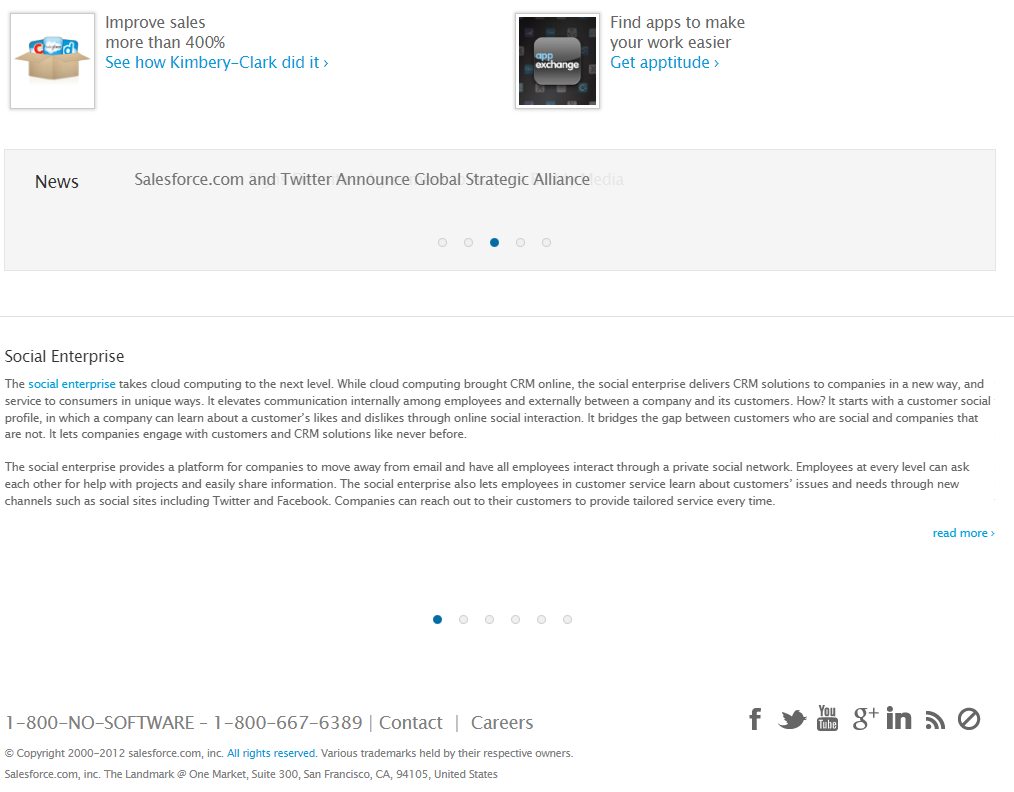 Improve sales
more than 400%
See how Kimbery-Clark did it ›
app
exchange
Find apps to make
your work easier
Get apptitude ›
News
Salesforce.com and Twitter Announce Global Strategic Alliance
Social Enterprise
The social enterprise takes cloud computing to the next level. While cloud computing brought CRM online, the social enterprise delivers CRM solutions to companies in a new way, and
service to consumers in unique ways. It elevates communication internally among employees and externally between a company and its customers. How? It starts with a customer social
profile, in which a company can learn about a customer's likes and dislikes through online social interaction. It bridges the gap between customers who are social and companies that
are not. It lets companies engage with customers and CRM solutions like never before.
The social enterprise provides a platform for companies to move away from email and have all employees interact through a private social network. Employees at every level can ask
each other for help with projects and easily share information. The social enterprise also lets employees in customer service learn about customers' issues and needs through new
channels such as social sites including Twitter and Facebook. Companies can reach out to their customers to provide tailored service every time.
read more ›
1-800-NO-SOFTWARE - 1-800-667-6389 | Contact | Careers
f You Tube g+ in
© Copyright 2000-2012 salesforce.com, inc. All rights reserved. Various trademarks held by their respective owners.
Salesforce.com, inc. The Landmark @ One Market, Suite 300, San Francisco, CA, 94105, United States